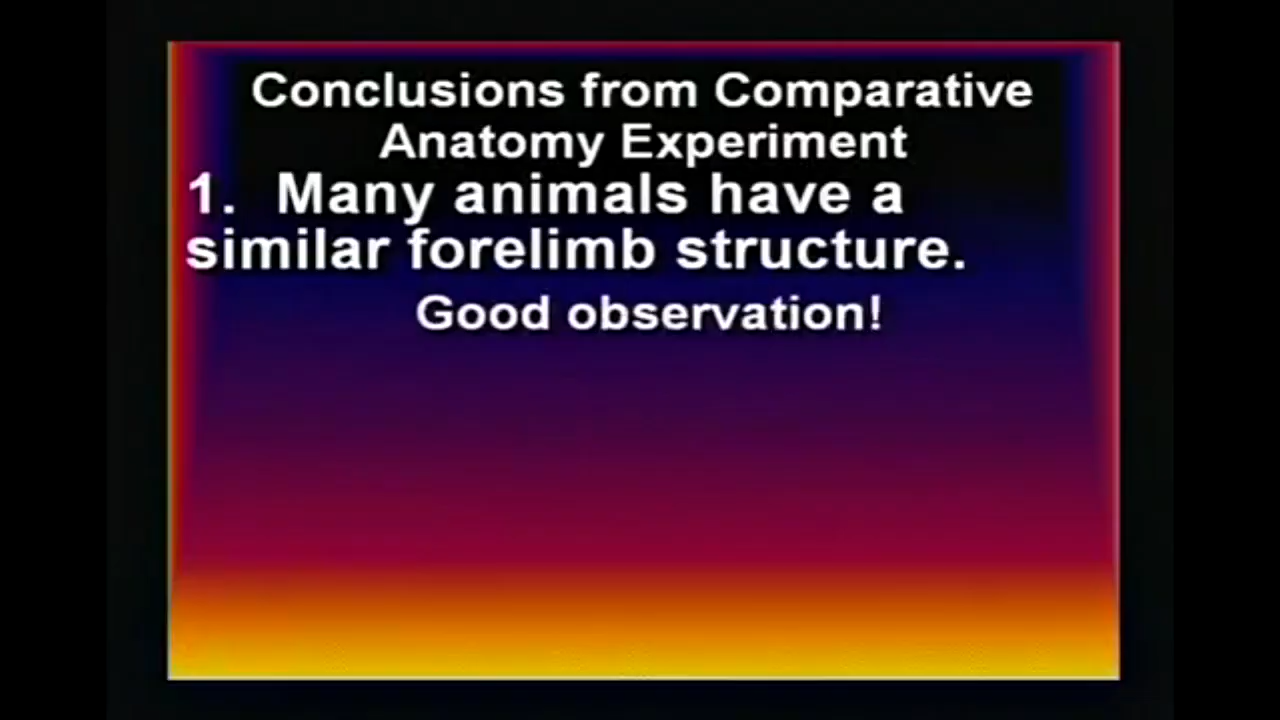 Conclusions from Comparative
Anatomy Experiment
1. Many animals have a
similar forelimb structure.
Good observation!